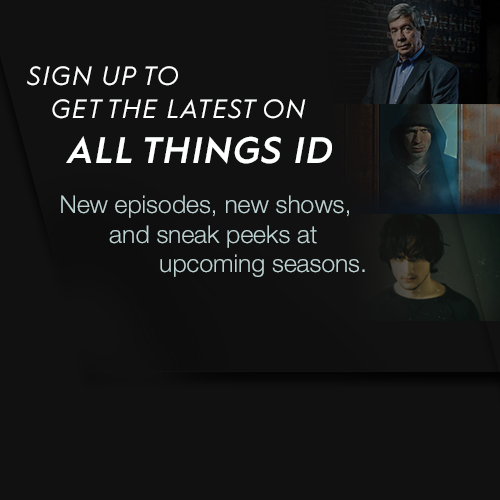 SIGN UP TO
GET THE LATEST ON
ALL THINGS ID
New episodes, new shows,
and sneak peeks at
upcoming seasons.